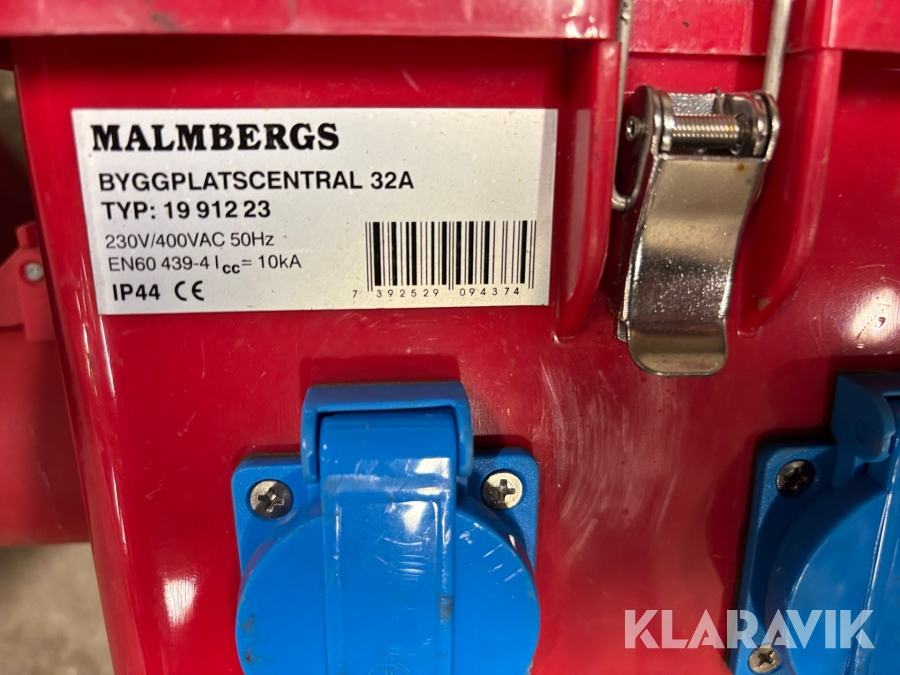 MALMBERGS
BYGGPLATSCENTRAL 32A
TYP: 19 912 23
230V/400VAC 50Hz
EN60 439-4 Icc = 10kA
IP44 CE
7 392529 094374
KLARAVIK